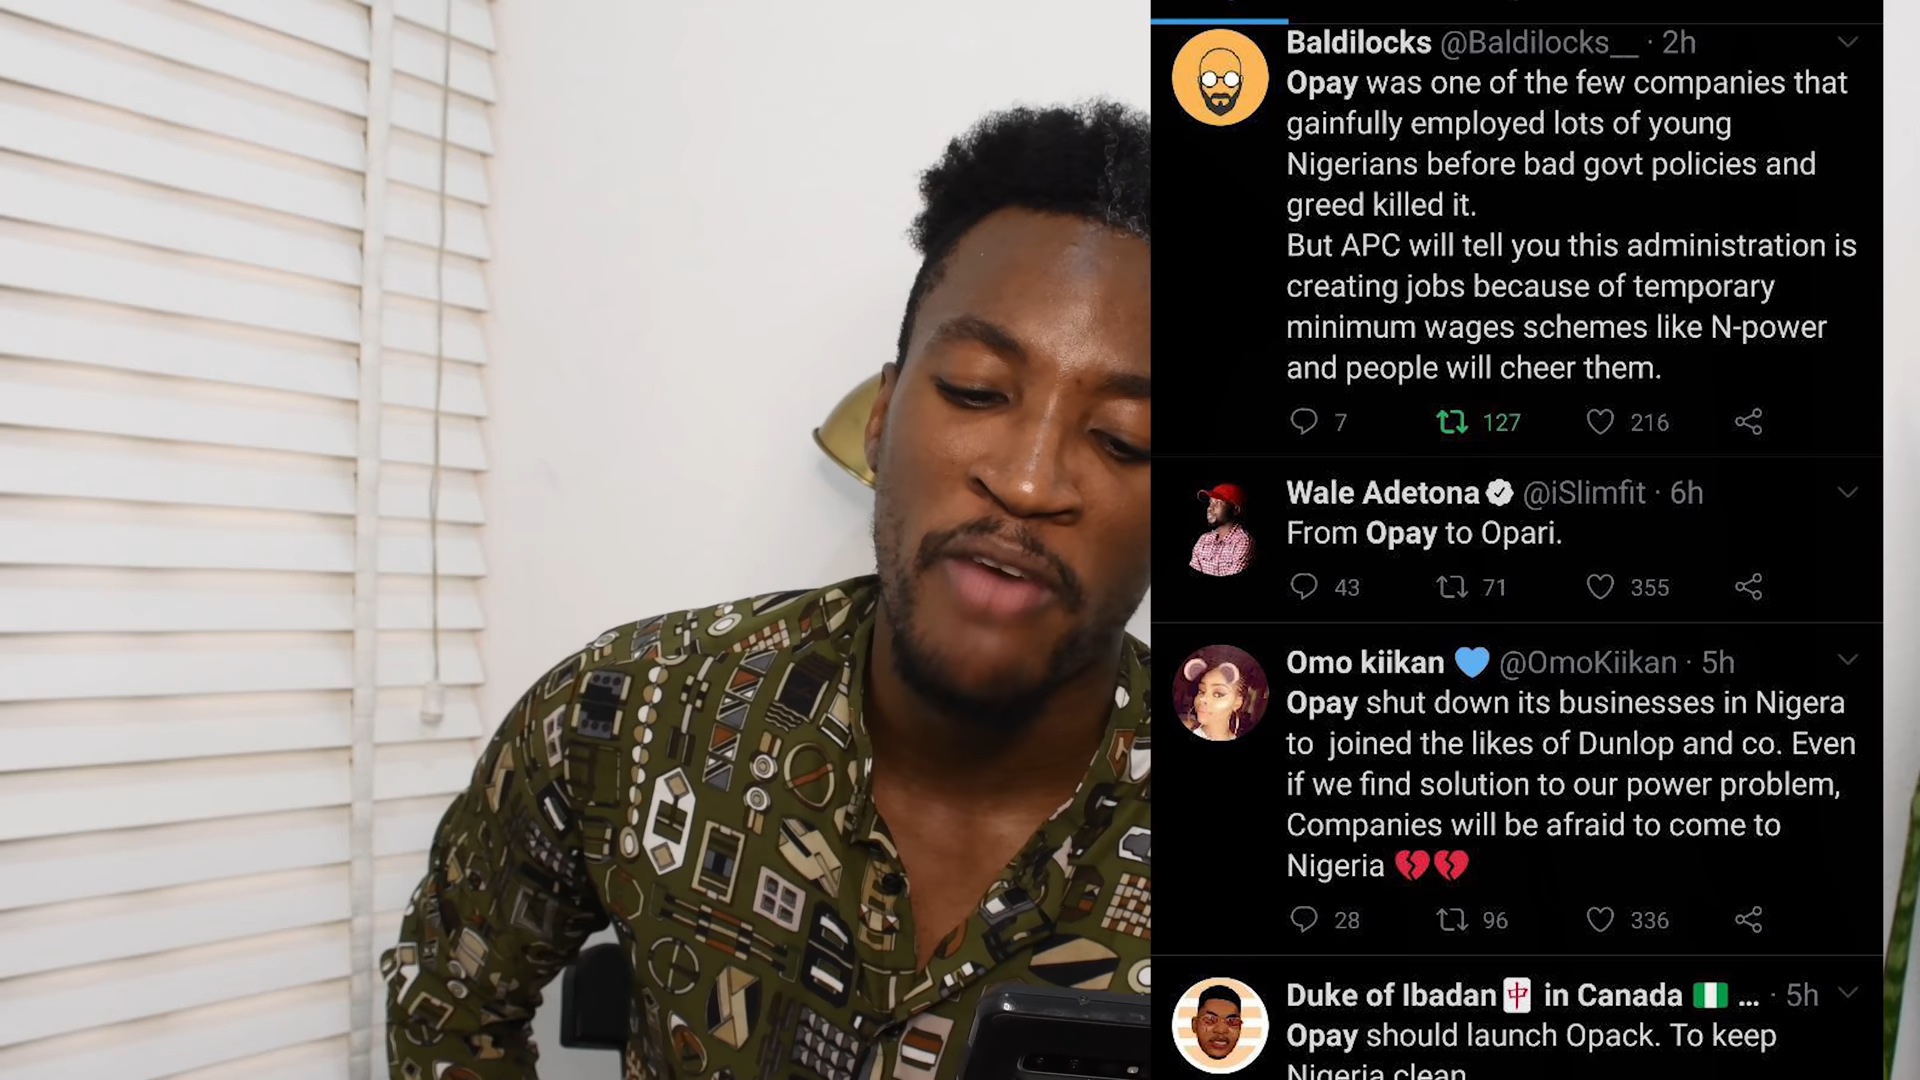 Baldilocks @Baldilocks__ · 2h
Opay was one of the few companies that
gainfully employed lots of young
Nigerians before bad govt policies and
greed killed it.
But APC will tell you this administration is
creating jobs because of temporary
minimum wages schemes like N-power
and people will cheer them.
7 127 216
Wale Adetona @iSlimfit · 6h
From Opay to Opari.
43 71 355
Omo kiikan 💙 @OmoKiikan · 5h
Opay shut down its businesses in Nigera
to joined the likes of Dunlop and co. Even
if we find solution to our power problem,
Companies will be afraid to come to
Nigeria 💔💔
28 96 336
Duke of Ibadan🀄 in Canada 🇳🇬 ... · 5h
Opay should launch Opack. To keep
Nigeria clean